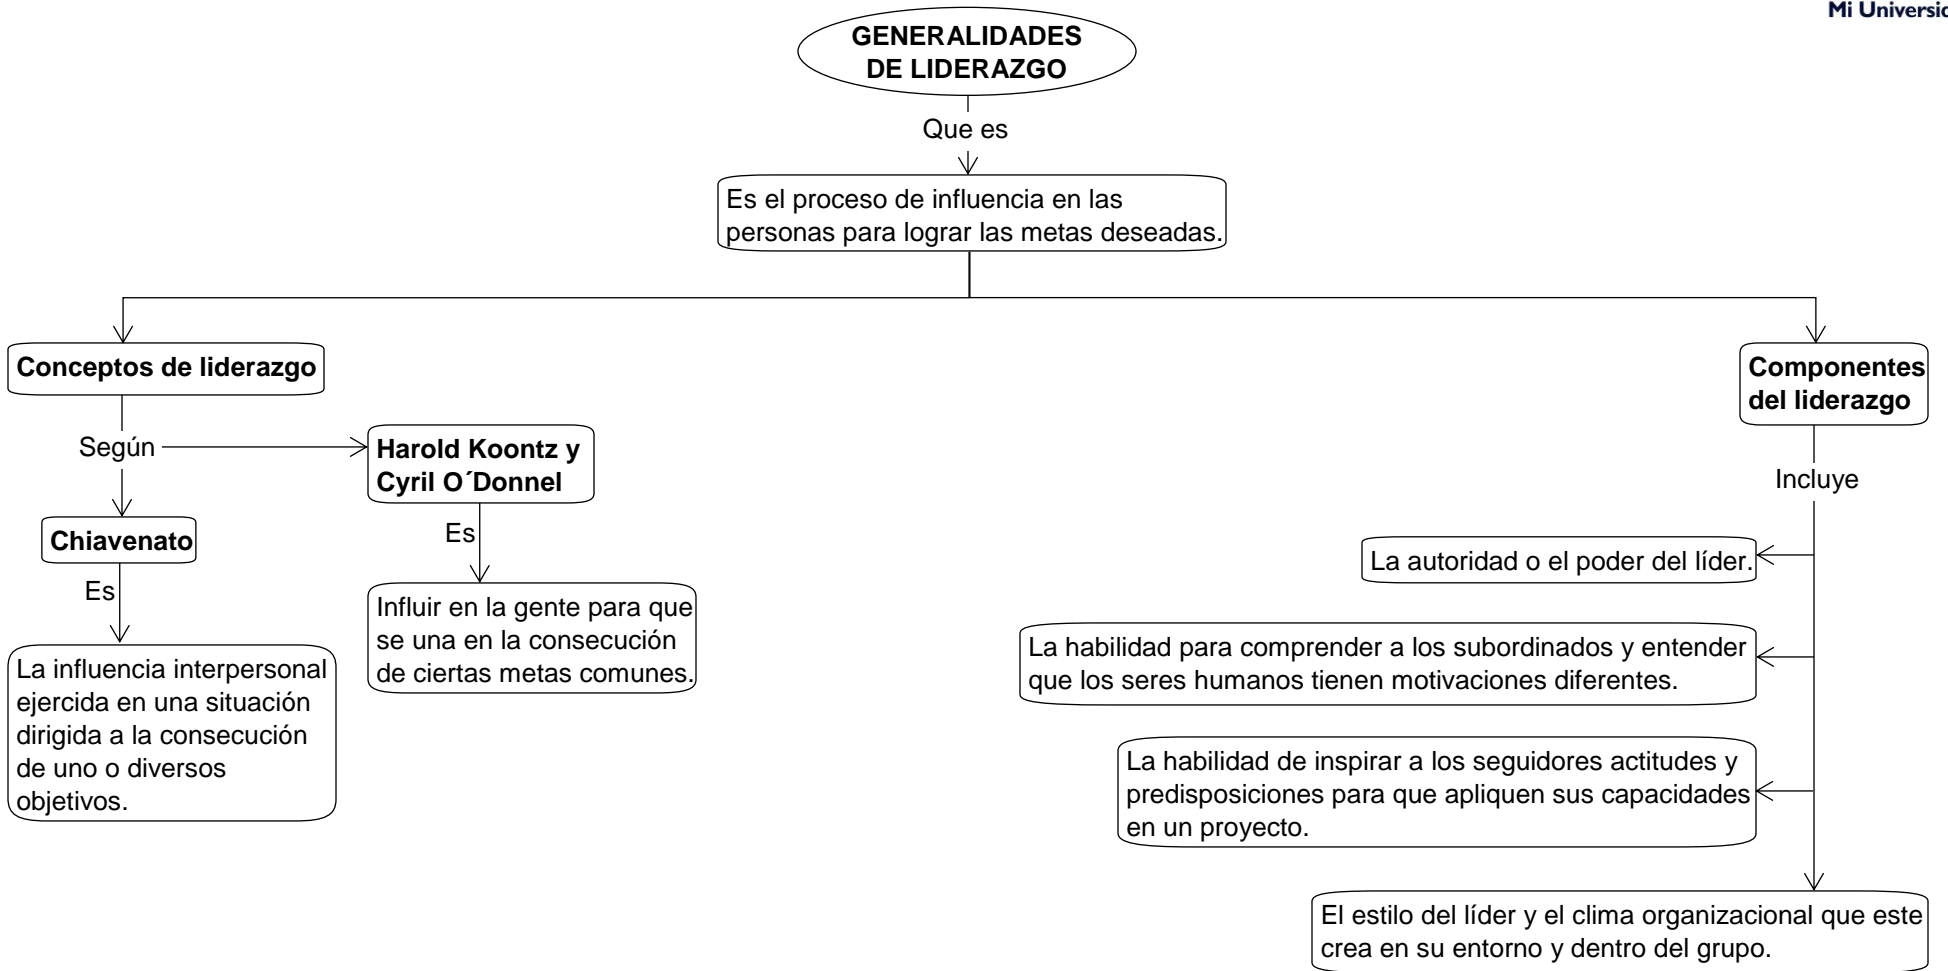 Mi Universid
GENERALIDADES
DE LIDERAZGO
Que es
Es el proceso de influencia en las
personas para lograr las metas deseadas.
Conceptos de liderazgo
Según
Harold Koontz y
Cyril O´Donnel
Es
Influir en la gente para que
se una en la consecución
de ciertas metas comunes.
Chiavenato
Es
La influencia interpersonal
ejercida en una situación
dirigida a la consecución
de uno o diversos
objetivos.
Componentes
del liderazgo
Incluye
La autoridad o el poder del líder.
La habilidad para comprender a los subordinados y entender
que los seres humanos tienen motivaciones diferentes.
La habilidad de inspirar a los seguidores actitudes y
predisposiciones para que apliquen sus capacidades
en un proyecto.
El estilo del líder y el clima organizacional que este
crea en su entorno y dentro del grupo.